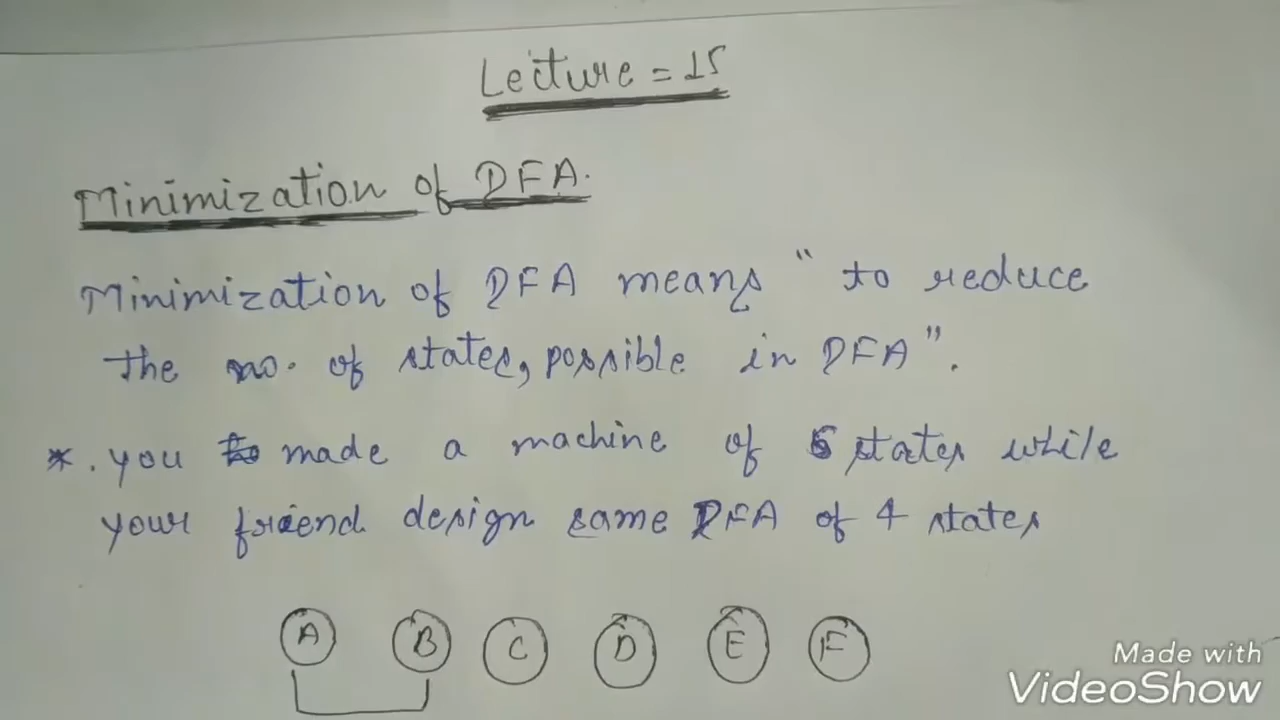 Lecture = 15
Minimization of DFA.
Minimization of DFA means " to reduce
the no. of states, possible in DFA ".
*. you made a machine of 5 states while
your friend design same DFA of 4 states
A B C D E F
Made with
VideoShow